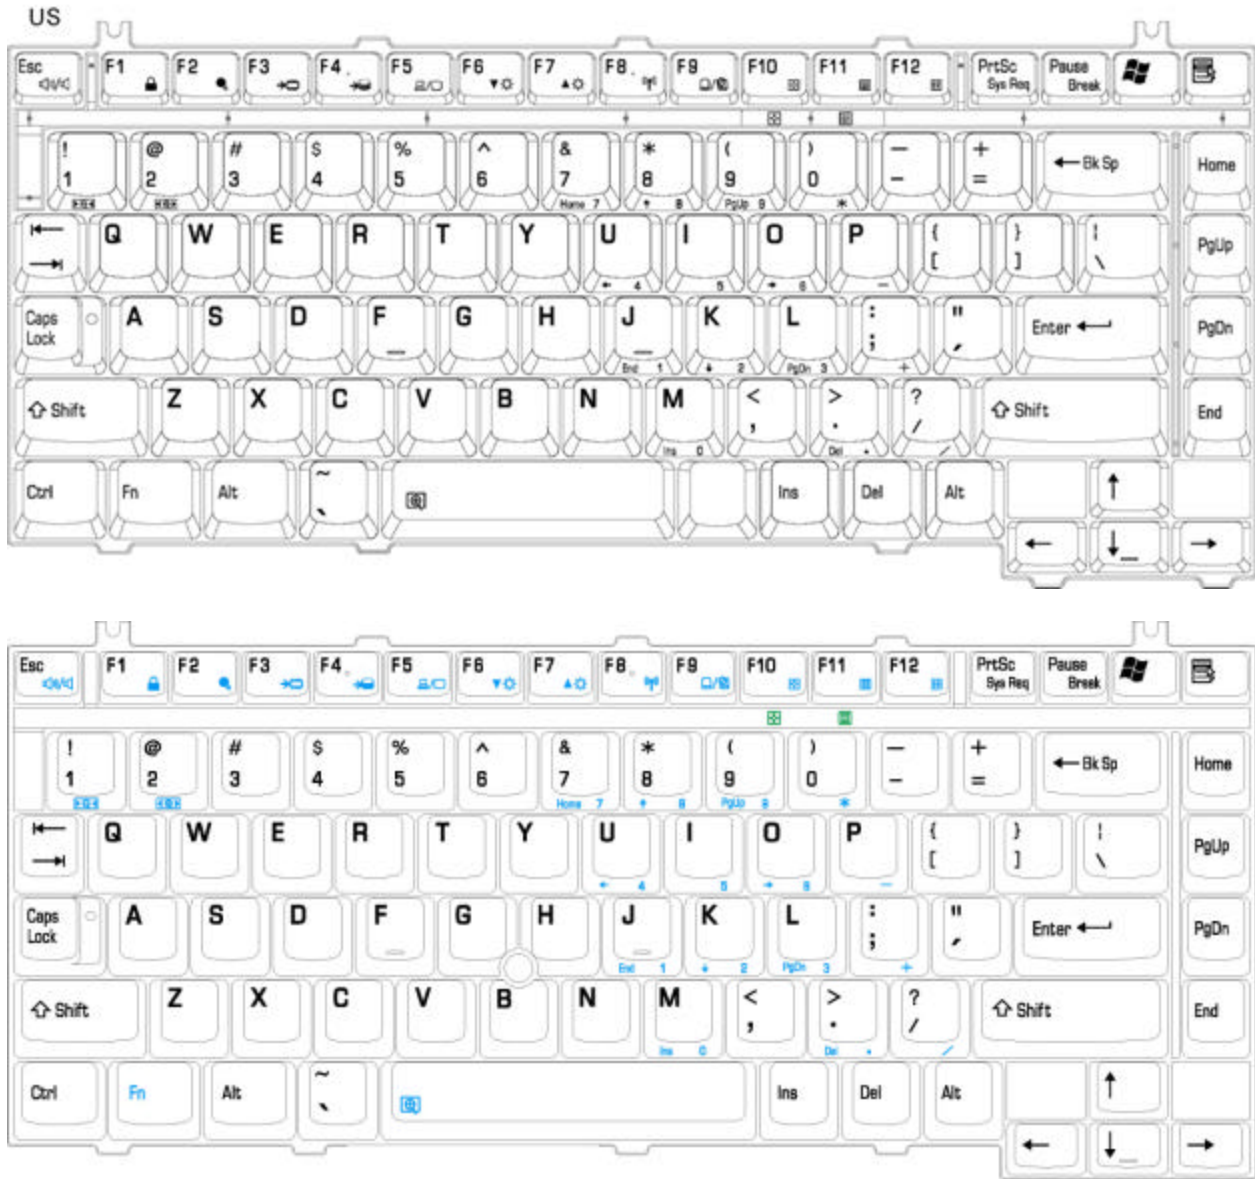 US
Esc F1 F2 F3 F4 F5 F6 F7 F8 F9 F10 F11 F12 PrtSc Pause
Sys Req Break
! @ # $ % ^ & * ( ) — +
1 2 3 4 5 6 7 8 9 0 - = ←Bk Sp Home
Home 7 ↑ 8 PgUp 9 *
Q W E R T Y U I O P { } ¦
[ ] \ PgUp
← 4 5 → 6 —
Caps Lock A S D F G H J K L : " Enter PgDn
; '
End 1 ↓ 2 PgDn 3 +
⇧ Shift Z X C V B N M < > ? ⇧ Shift End
, . /
Ins 0 Del . /
Ctrl Fn Alt ~ Ins Del Alt ↑
`
← ↓ →
Esc F1 F2 F3 F4 F5 F6 F7 F8 F9 F10 F11 F12 PrtSc Pause
Sys Req Break
! @ # $ % ^ & * ( ) — +
1 2 3 4 5 6 7 8 9 0 - = ←Bk Sp Home
Home 7 ↑ 8 PgUp 9 *
Q W E R T Y U I O P { } ¦
[ ] \ PgUp
← 4 5 → 6 —
Caps Lock A S D F G H J K L : " Enter PgDn
; '
End 1 ↓ 2 PgDn 3 +
⇧ Shift Z X C V B N M < > ? ⇧ Shift End
, . /
Ins 0 Del . /
Ctrl Fn Alt ~ Ins Del Alt ↑
`
← ↓ →